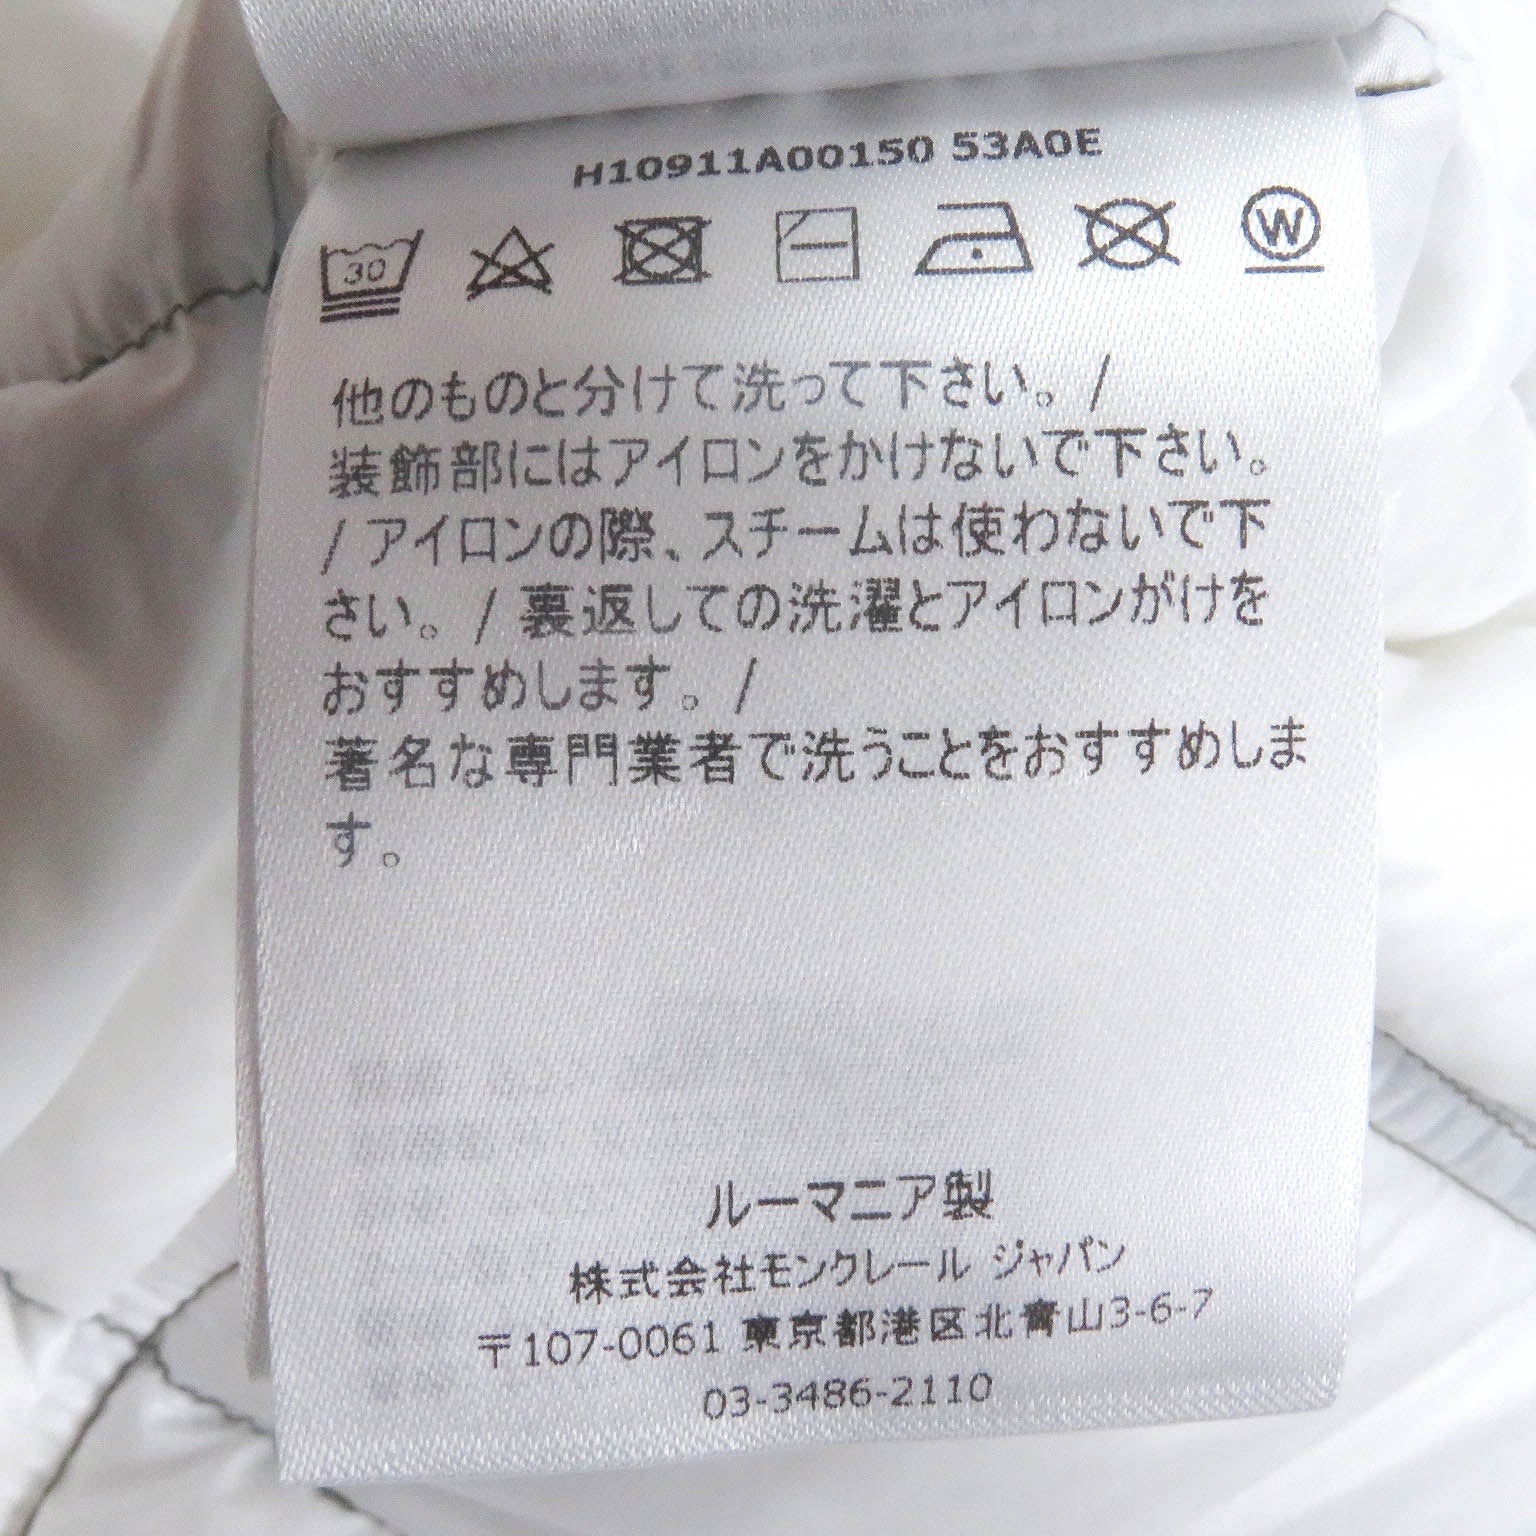 H10911A00150 53A0E
30
W
他のものと分けて洗って下さい。/
装飾部にはアイロンをかけないで下さい。
/ アイロンの際、スチームは使わないで下
さい。/ 裏返しての洗濯とアイロンがけを
おすすめします。/
著名な専門業者で洗うことをおすすめしま
す。
ルーマニア製
株式会社モンクレール ジャパン
〒107-0061 東京都港区北青山3-6-7
03-3486-2110